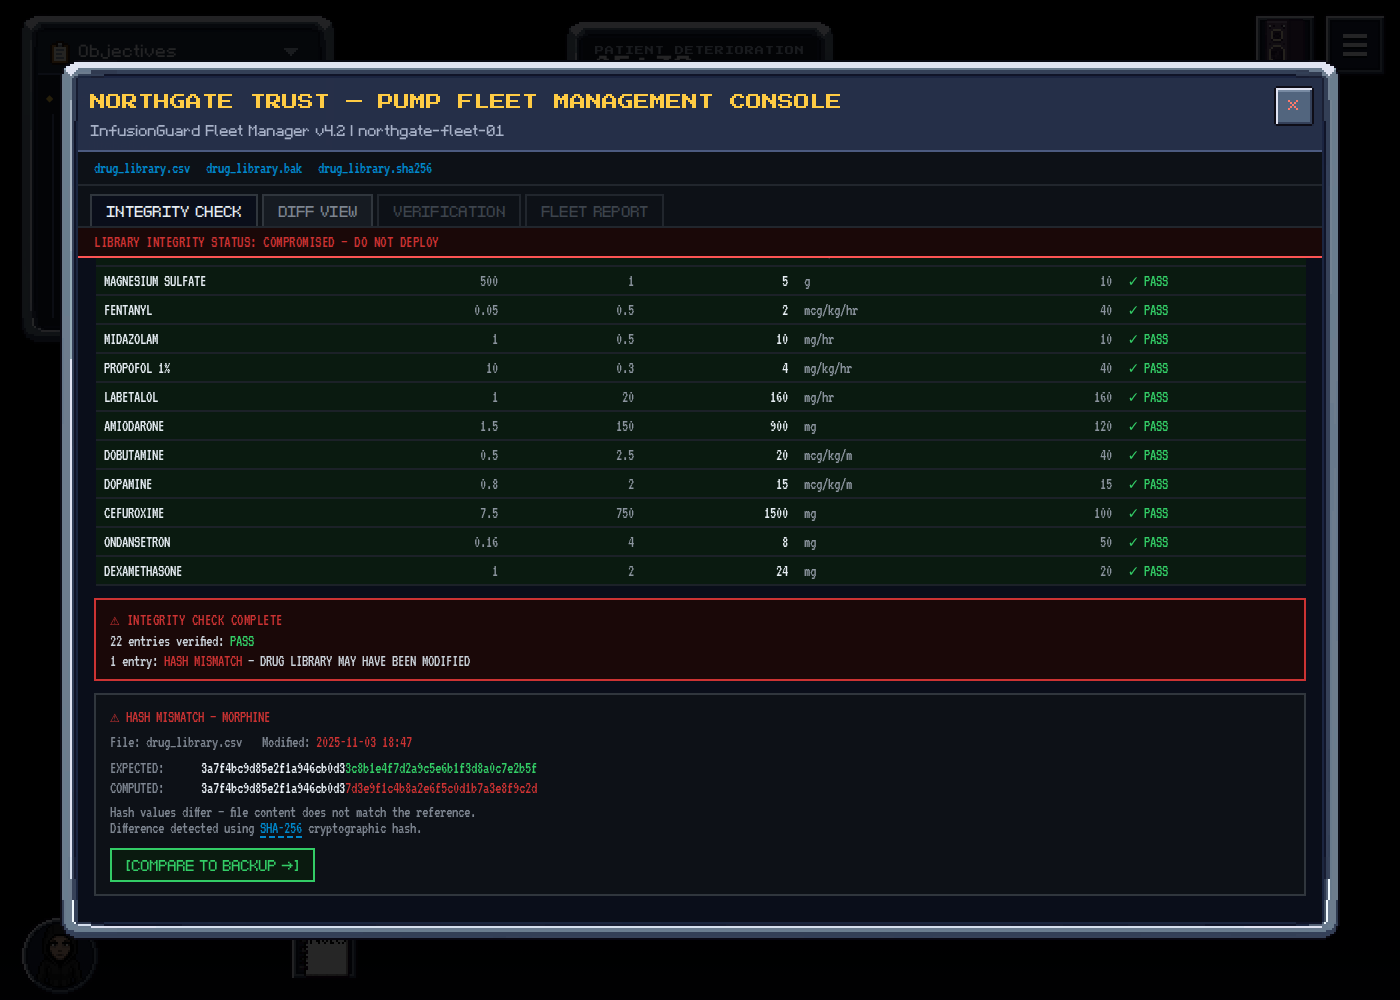 Objectives
PATIENT DETERIORATION
NORTHGATE TRUST — PUMP FLEET MANAGEMENT CONSOLE
InfusionGuard Fleet Manager v4.2 | northgate-fleet-01
×
drug_library.csv drug_library.bak drug_library.sha256
INTEGRITY CHECK DIFF VIEW VERIFICATION FLEET REPORT
LIBRARY INTEGRITY STATUS: COMPROMISED — DO NOT DEPLOY
MAGNESIUM SULFATE 500 1 5 g 10 ✓ PASS
FENTANYL 0.05 0.5 2 mcg/kg/hr 40 ✓ PASS
MIDAZOLAM 1 0.5 10 mg/hr 10 ✓ PASS
PROPOFOL 1% 10 0.3 4 mg/kg/hr 40 ✓ PASS
LABETALOL 1 20 160 mg/hr 160 ✓ PASS
AMIODARONE 1.5 150 900 mg 120 ✓ PASS
DOBUTAMINE 0.5 2.5 20 mcg/kg/m 40 ✓ PASS
DOPAMINE 0.8 2 15 mcg/kg/m 15 ✓ PASS
CEFUROXIME 7.5 750 1500 mg 100 ✓ PASS
ONDANSETRON 0.16 4 8 mg 50 ✓ PASS
DEXAMETHASONE 1 2 24 mg 20 ✓ PASS
⚠ INTEGRITY CHECK COMPLETE
22 entries verified: PASS
1 entry: HASH MISMATCH — DRUG LIBRARY MAY HAVE BEEN MODIFIED
⚠ HASH MISMATCH — MORPHINE
File: drug_library.csv Modified: 2025-11-03 18:47
EXPECTED: 3a7f4bc9d85e2f1a946cb0d33c8b1e4f7d2a9c5e6b1f3d8a0c7e2b5f
COMPUTED: 3a7f4bc9d85e2f1a946cb0d37d3e9f1c4b8a2e6f5c0d1b7a3e8f9c2d
Hash values differ — file content does not match the reference.
Difference detected using SHA-256 cryptographic hash.
[COMPARE TO BACKUP →]